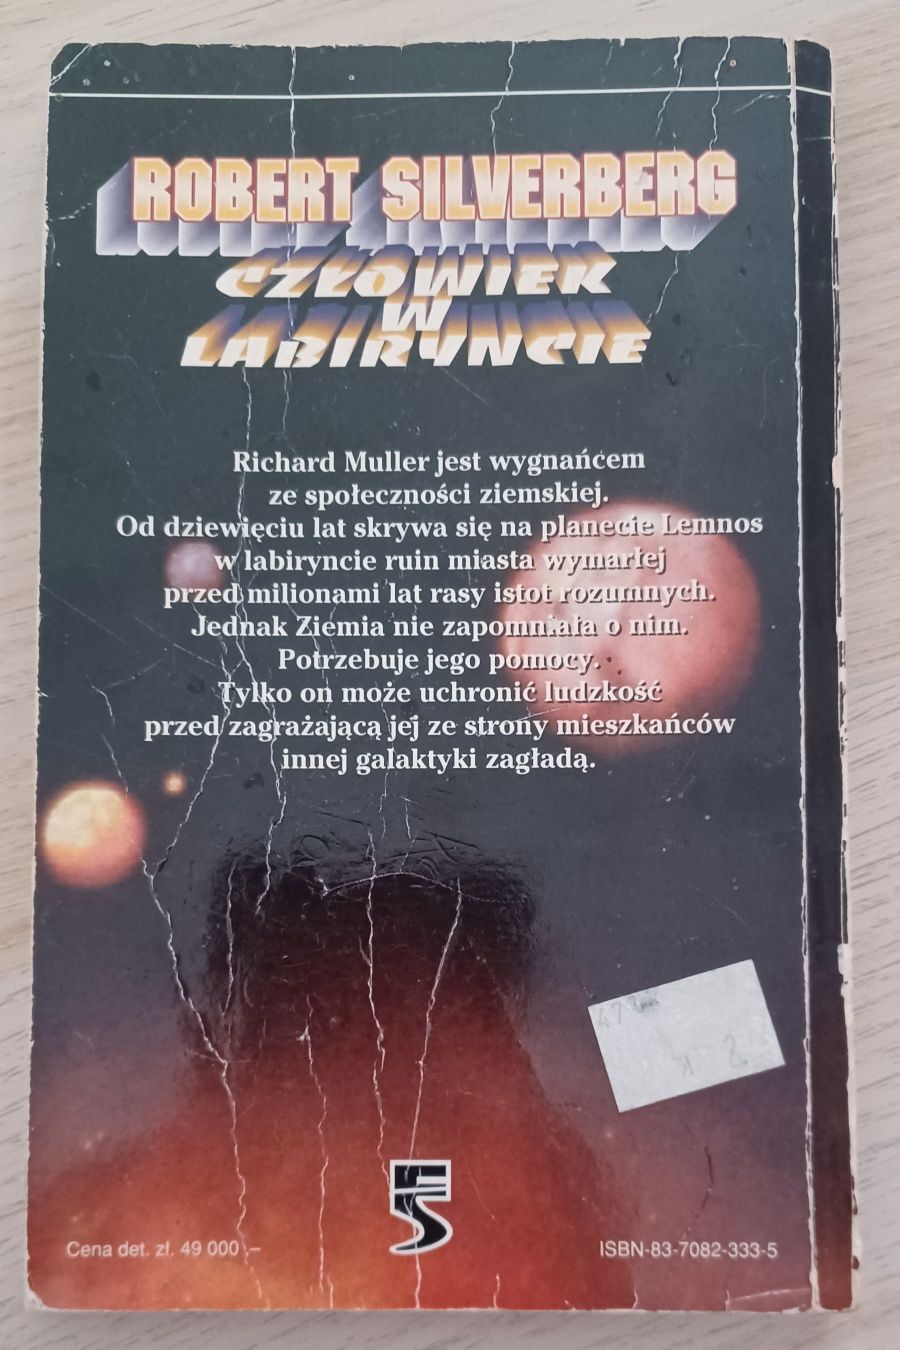 ROBERT SILVERBERG
CZŁOWIEK
W
LABIRYNCIE
Richard Muller jest wygnańcem
ze społeczności ziemskiej.
Od dziewięciu lat skrywa się na planecie Lemnos
w labiryncie ruin miasta wymarłej
przed milionami lat rasy istot rozumnych.
Jednak Ziemia nie zapomniała o nim.
Potrzebuje jego pomocy.
Tylko on może uchronić ludzkość
przed zagrażającą jej ze strony mieszkańców
innej galaktyki zagładą.
Cena det. zł. 49 000,–
ISBN-83-7082-333-5